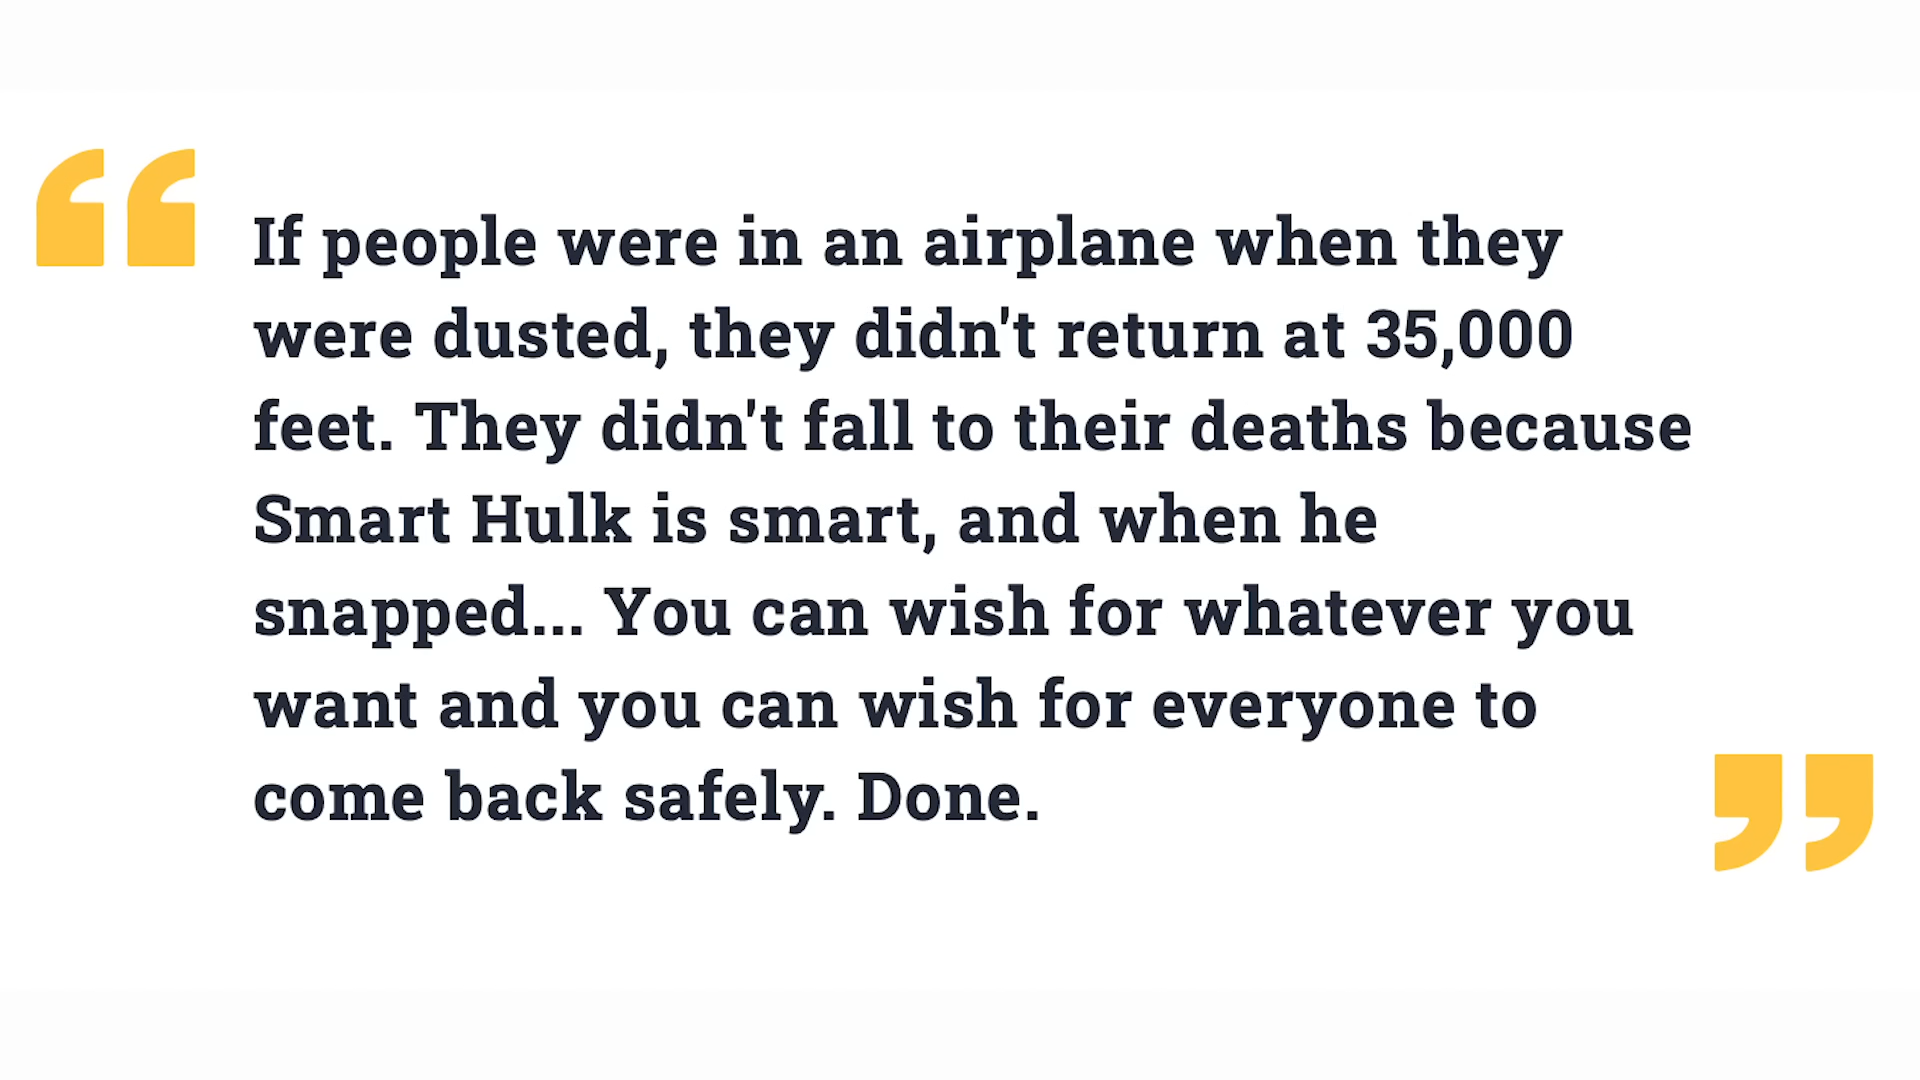 If people were in an airplane when they
were dusted, they didn't return at 35,000
feet. They didn't fall to their deaths because
Smart Hulk is smart, and when he
snapped... You can wish for whatever you
want and you can wish for everyone to
come back safely. Done.